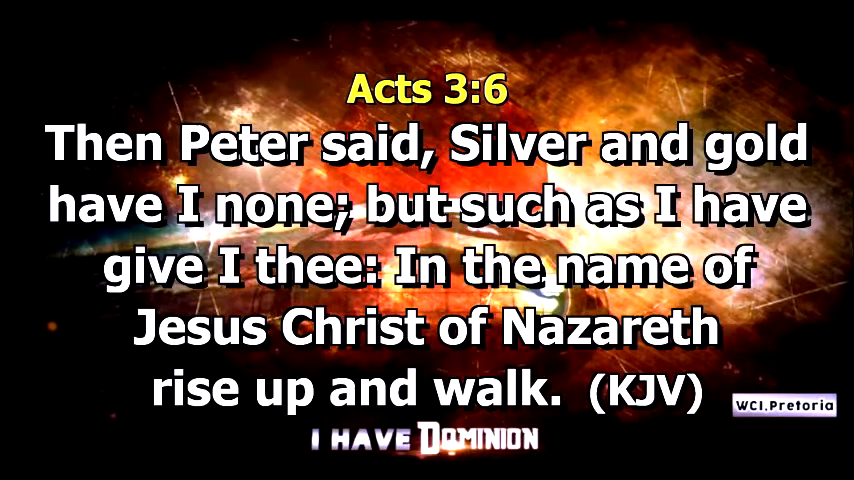 Acts 3:6
Then Peter said, Silver and gold
have I none; but such as I have
give I thee: In the name of
Jesus Christ of Nazareth
rise up and walk. (KJV)
WCI.Pretoria
I HAVE DOMINION